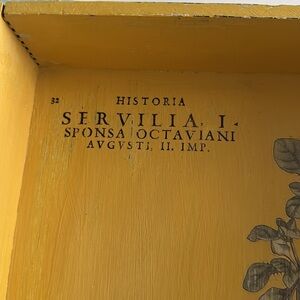 32 HISTORIA
SERVILIA, I.
SPONSA OCTAVIANI
AVGVSTI, II. IMP.